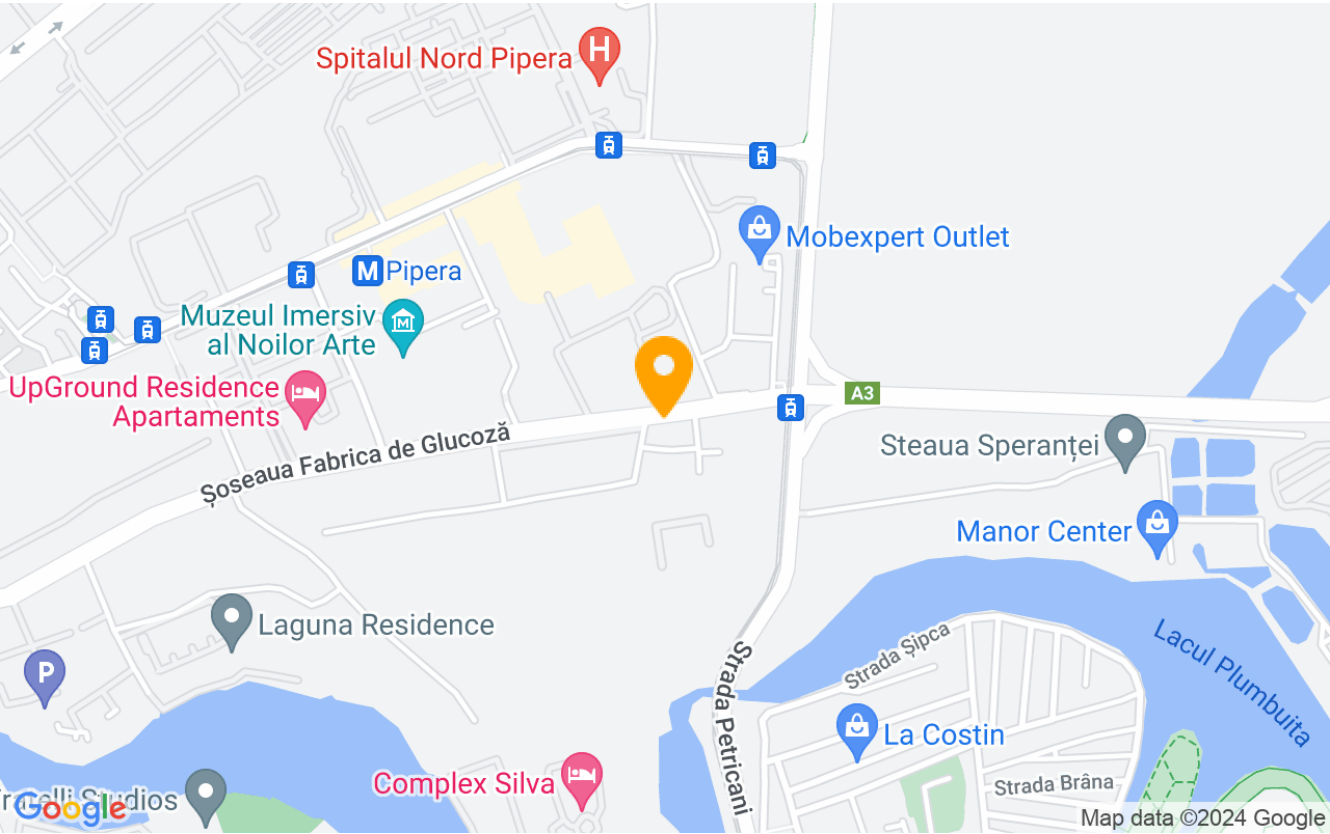 Spitalul Nord Pipera
H
Mobexpert Outlet
M Pipera
Muzeul Imersiv
al Noilor Arte
M
UpGround Residence
Apartaments
A3
Șoseaua Fabrica de Glucoză
Steaua Speranței
Manor Center
Laguna Residence
P
Strada Petricani
Strada Șipca
Lacul Plumbuita
La Costin
Complex Silva
Strada Brâna
Studios
Google
Map data ©2024 Google